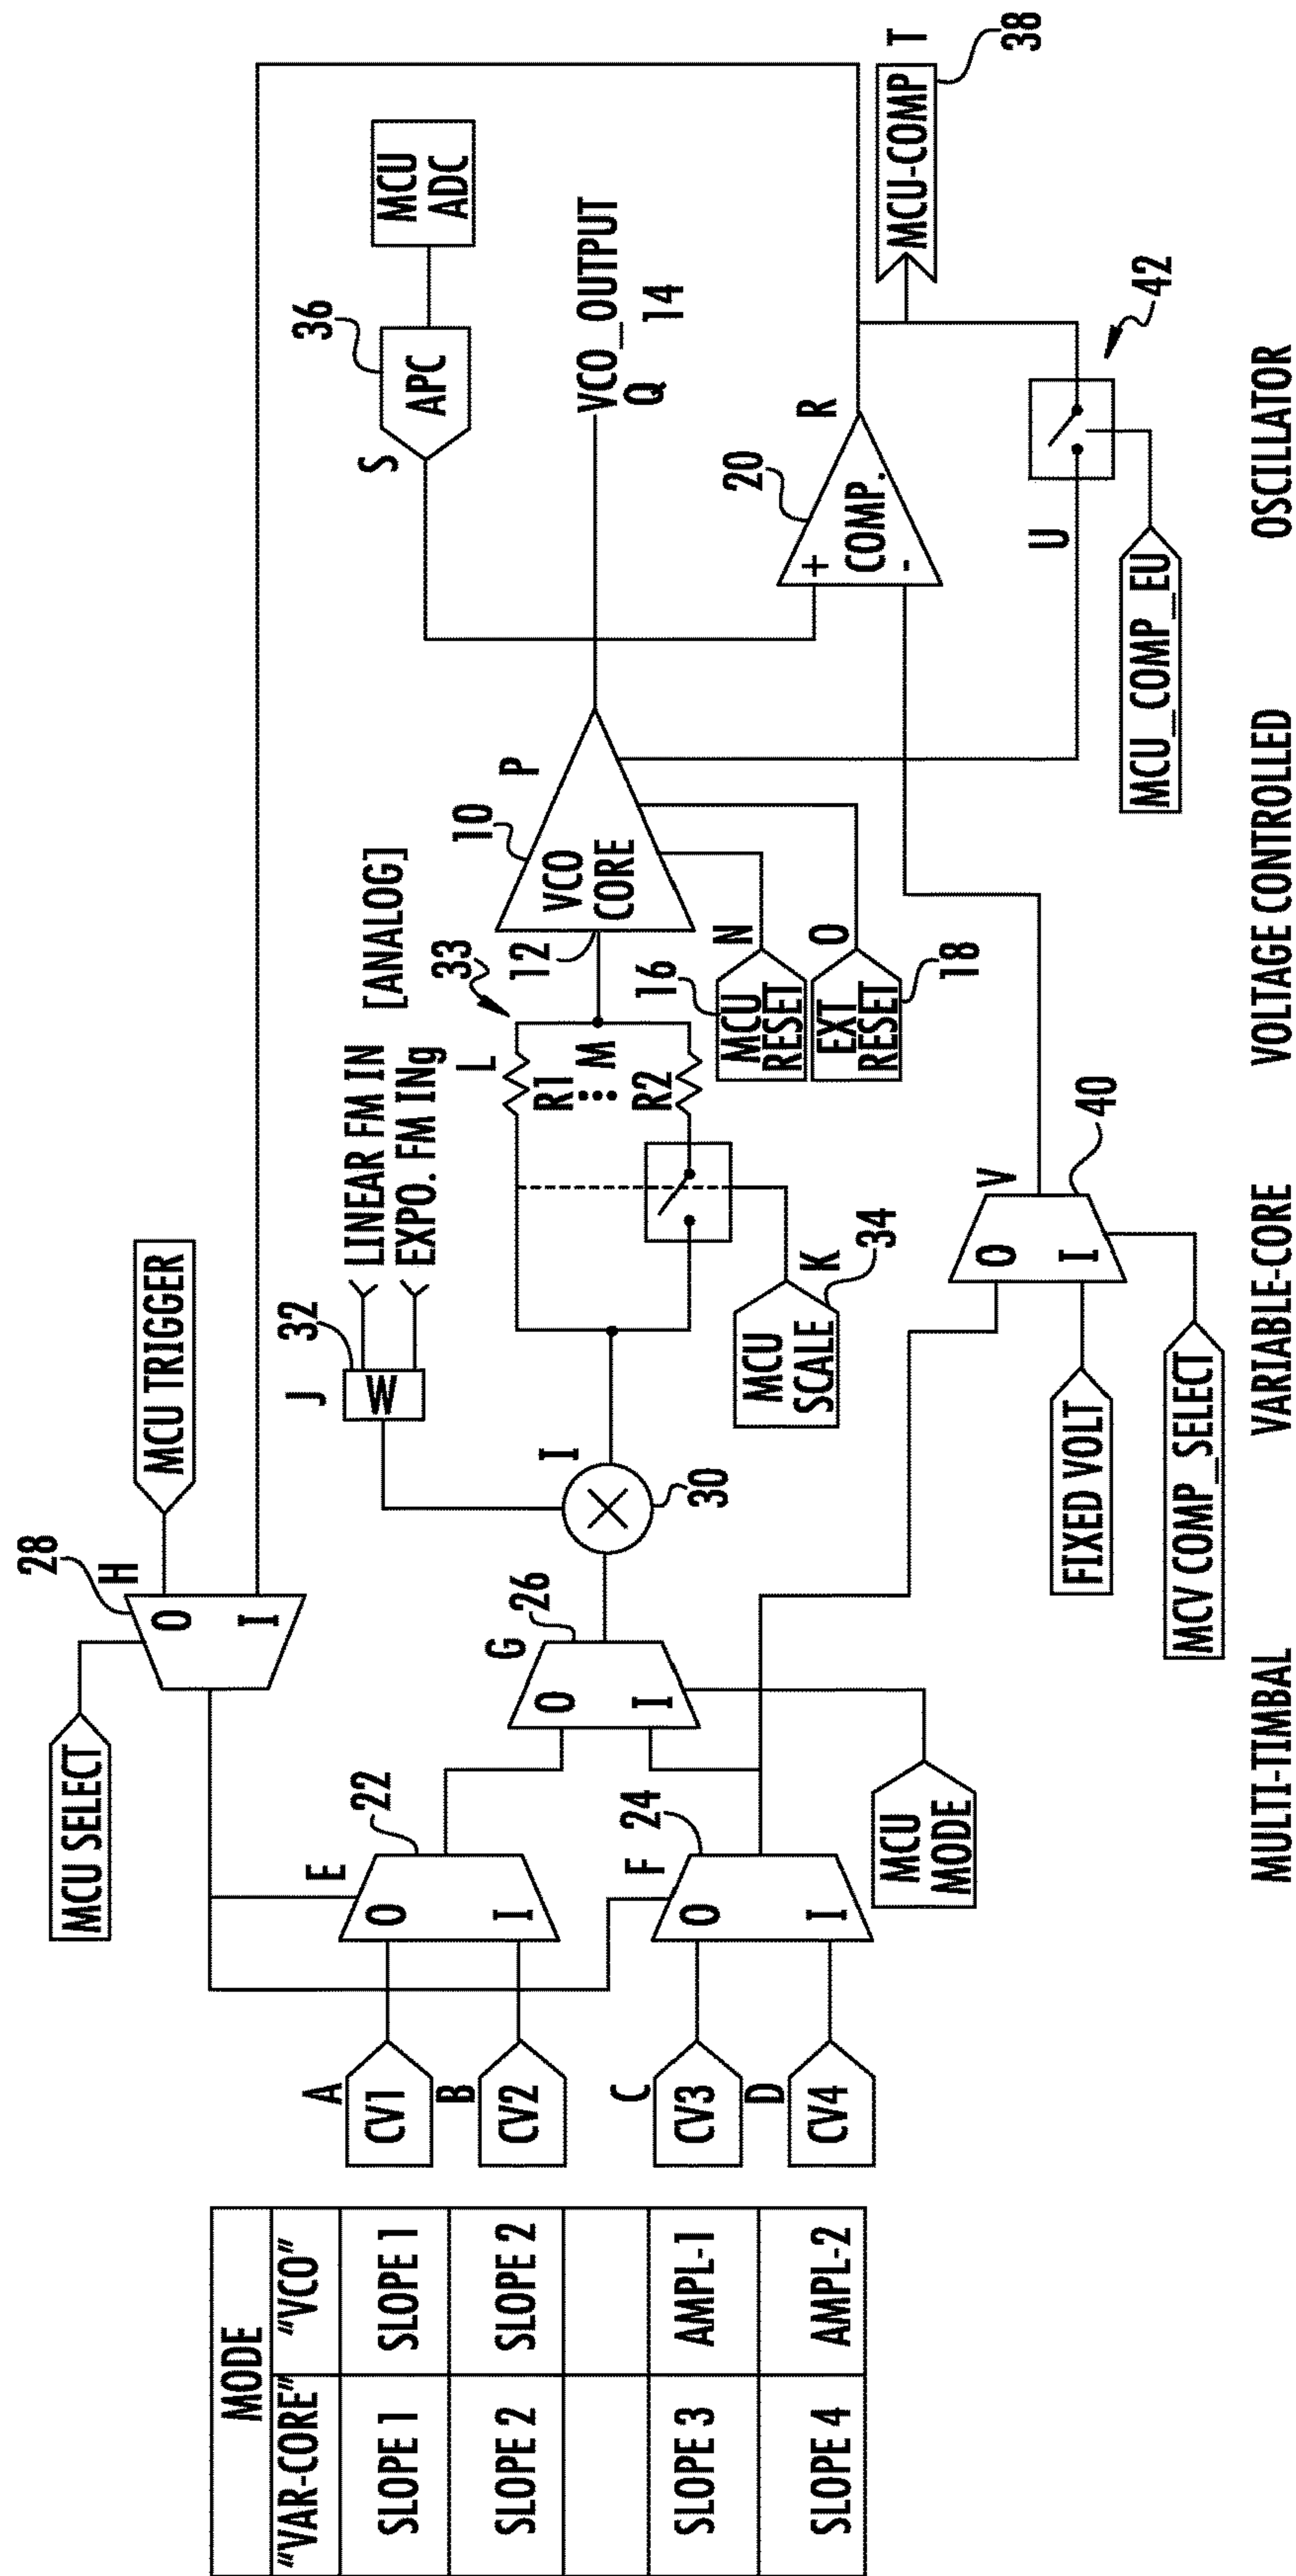 MODE
"VAR-CORE" "VCO"
SLOPE 1 SLOPE 1
SLOPE 2 SLOPE 2
SLOPE 3 AMPL-1
SLOPE 4 AMPL-2
A
CV1
B
CV2
C
CV3
D
CV4
MCU SELECT
28
H
O
I
MCU TRIGGER
E
22
O
I
F
24
O
I
MCU
MODE
G
26
O
I
I
30
J
32
W
LINEAR FM IN
EXPO. FM INg
[ANALOG]
33
L
R1
M
R2
K
34
MCU
SCALE
12
10
VCO
CORE
P
N
16
MCU
RESET
O
EXT
RESET
18
V
40
O
I
FIXED VOLT
MCV COMP_SELECT
S
36
APC
MCU
ADC
VCO_OUTPUT
Q 14
20
R
+
COMP.
-
U
42
MCU_COMP_EU
MCU-COMP T
38
MULTI-TIMBAL VARIABLE-CORE VOLTAGE CONTROLLED OSCILLATOR